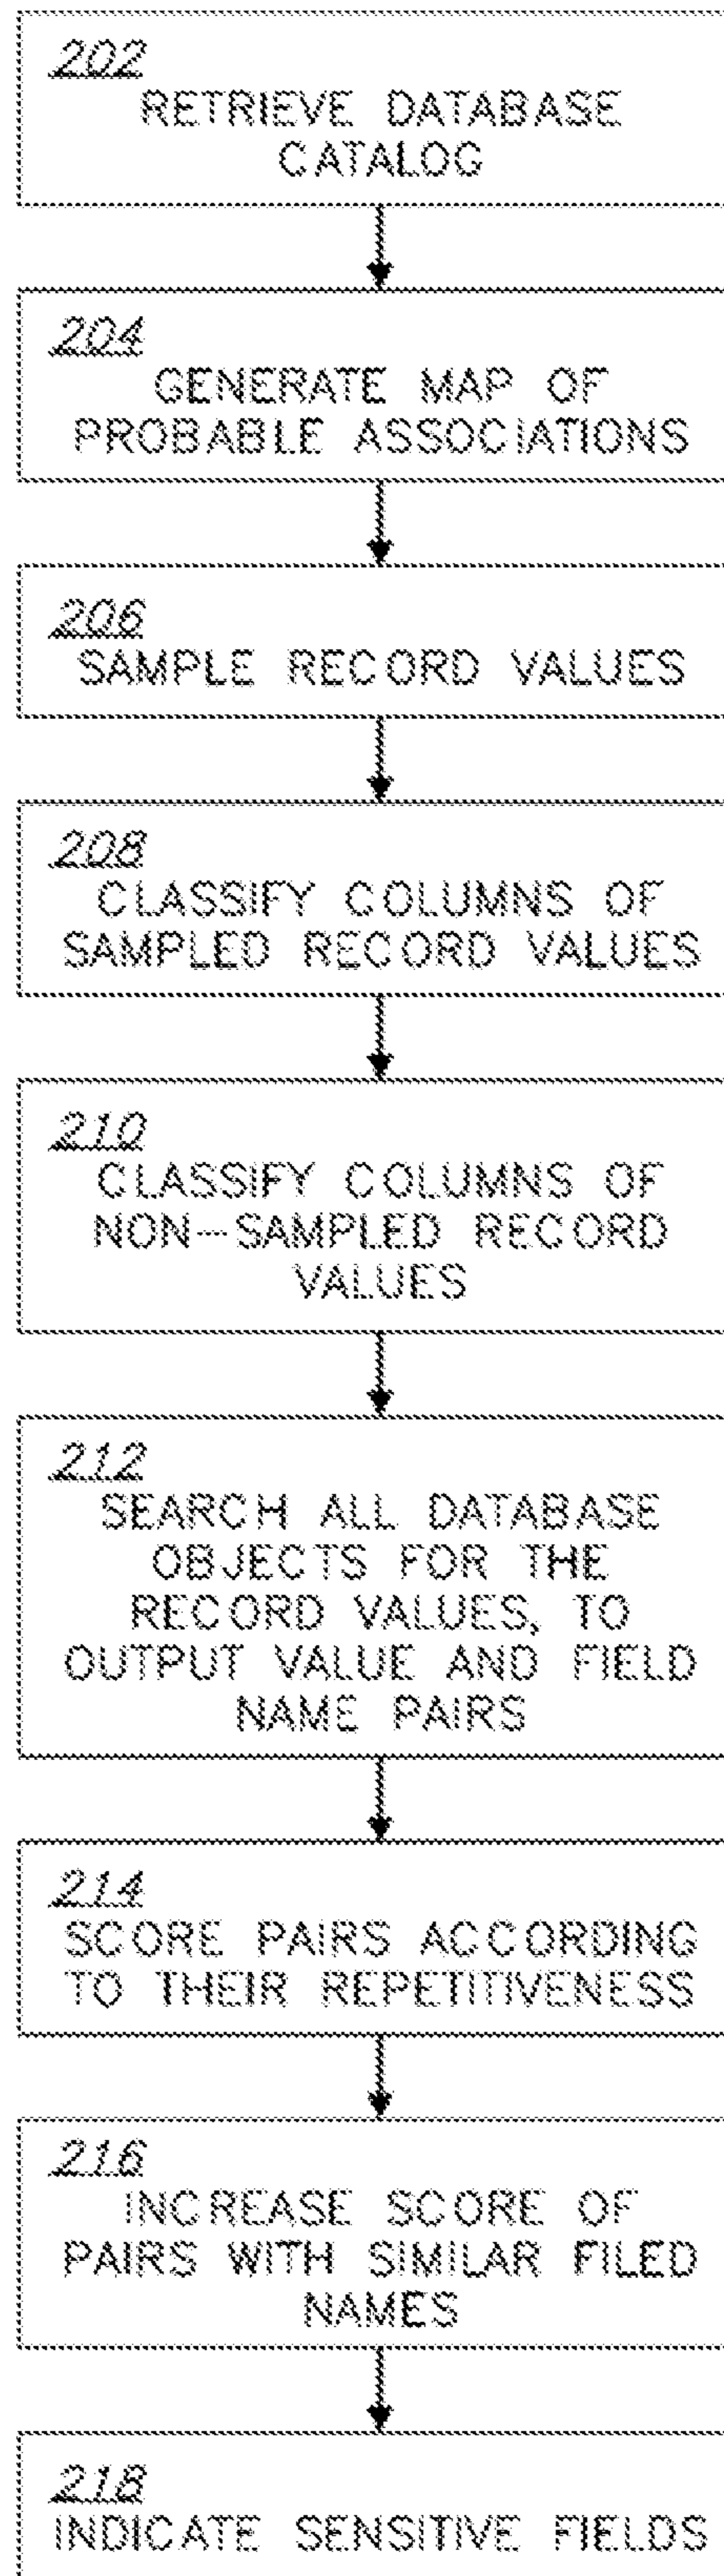 202
RETRIEVE DATABASE
CATALOG
204
GENERATE MAP OF
PROBABLE ASSOCIATIONS
206
SAMPLE RECORD VALUES
208
CLASSIFY COLUMNS OF
SAMPLED RECORD VALUES
210
CLASSIFY COLUMNS OF
NON-SAMPLED RECORD
VALUES
212
SEARCH ALL DATABASE
OBJECTS FOR THE
RECORD VALUES, TO
OUTPUT VALUE AND FIELD
NAME PAIRS
214
SCORE PAIRS ACCORDING
TO THEIR REPETITIVENESS
216
INCREASE SCORE OF
PAIRS WITH SIMILAR FILED
NAMES
218
INDICATE SENSITIVE FIELDS